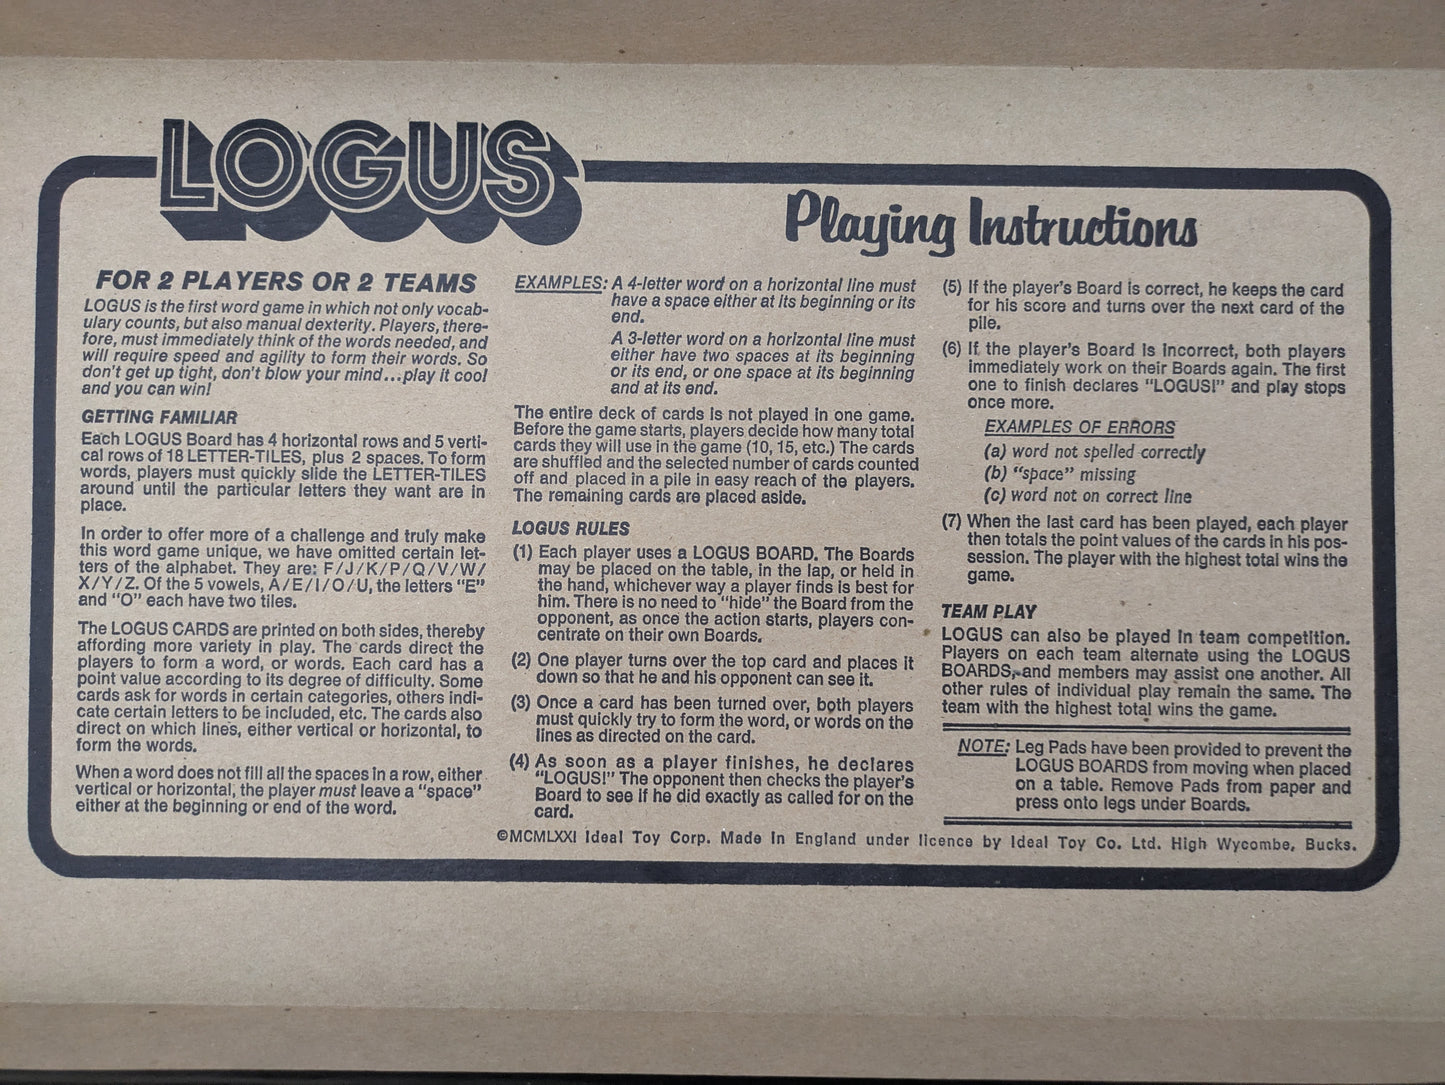 LOGUS
Playing Instructions
FOR 2 PLAYERS OR 2 TEAMS
LOGUS is the first word game in which not only vocab-
ulary counts, but also manual dexterity. Players, there-
fore, must immediately think of the words needed, and
will require speed and agility to form their words. So
don't get up tight, don't blow your mind...play it cool
and you can win!
GETTING FAMILIAR
Each LOGUS Board has 4 horizontal rows and 5 verti-
cal rows of 18 LETTER-TILES, plus 2 spaces. To form
words, players must quickly slide the LETTER-TILES
around until the particular letters they want are in
place.
In order to offer more of a challenge and truly make
this word game unique, we have omitted certain let-
ters of the alphabet. They are: F/J/K/P/Q/V/W/
X/Y/Z. Of the 5 vowels, A/E/I/O/U, the letters "E"
and "O" each have two tiles.
The LOGUS CARDS are printed on both sides, thereby
affording more variety in play. The cards direct the
players to form a word, or words. Each card has a
point value according to its degree of difficulty. Some
cards ask for words in certain categories, others indi-
cate certain letters to be included, etc. The cards also
direct on which lines, either vertical or horizontal, to
form the words.
When a word does not fill all the spaces in a row, either
vertical or horizontal, the player must leave a "space"
either at the beginning or end of the word.
EXAMPLES: A 4-letter word on a horizontal line must
have a space either at its beginning or its
end.
A 3-letter word on a horizontal line must
either have two spaces at its beginning
or its end, or one space at its beginning
and at its end.
The entire deck of cards is not played in one game.
Before the game starts, players decide how many total
cards they will use in the game (10, 15, etc.) The cards
are shuffled and the selected number of cards counted
off and placed in a pile in easy reach of the players.
The remaining cards are placed aside.
LOGUS RULES
(1) Each player uses a LOGUS BOARD. The Boards
may be placed on the table, in the lap, or held in
the hand, whichever way a player finds is best for
him. There is no need to "hide" the Board from the
opponent, as once the action starts, players con-
centrate on their own Boards.
(2) One player turns over the top card and places it
down so that he and his opponent can see it.
(3) Once a card has been turned over, both players
must quickly try to form the word, or words on the
lines as directed on the card.
(4) As soon as a player finishes, he declares
"LOGUS!" The opponent then checks the player's
Board to see if he did exactly as called for on the
card.
(5) If the player's Board is correct, he keeps the card
for his score and turns over the next card of the
pile.
(6) If the player's Board is incorrect, both players
immediately work on their Boards again. The first
one to finish declares "LOGUS!" and play stops
once more.
EXAMPLES OF ERRORS
(a) word not spelled correctly
(b) "space" missing
(c) word not on correct line
(7) When the last card has been played, each player
then totals the point values of the cards in his pos-
session. The player with the highest total wins the
game.
TEAM PLAY
LOGUS can also be played in team competition.
Players on each team alternate using the LOGUS
BOARDS, and members may assist one another. All
other rules of individual play remain the same. The
team with the highest total wins the game.
NOTE: Leg Pads have been provided to prevent the
LOGUS BOARDS from moving when placed
on a table. Remove Pads from paper and
press onto legs under Boards.
©MCMLXXI Ideal Toy Corp. Made in England under licence by Ideal Toy Co. Ltd. High Wycombe, Bucks.